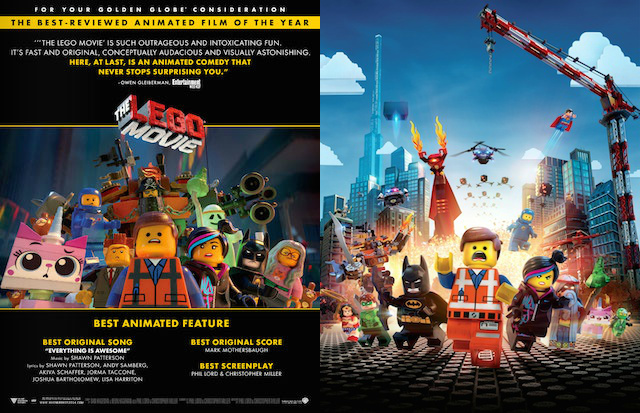 FOR YOUR GOLDEN GLOBE® CONSIDERATION
THE BEST-REVIEWED ANIMATED FILM OF THE YEAR
"'THE LEGO MOVIE' IS SUCH OUTRAGEOUS AND INTOXICATING FUN.
IT'S FAST AND ORIGINAL, CONCEPTUALLY AUDACIOUS AND VISUALLY ASTONISHING.
HERE, AT LAST, IS AN ANIMATED COMEDY THAT
NEVER STOPS SURPRISING YOU."
-OWEN GLEIBERMAN, Entertainment
THE
LEGO
MOVIE
BEST ANIMATED FEATURE
BEST ORIGINAL SONG
"EVERYTHING IS AWESOME"
Music by SHAWN PATTERSON
Lyrics by SHAWN PATTERSON, ANDY SAMBERG,
AKIVA SCHAFFER, JORMA TACCONE,
JOSHUA BARTHOLOMEW, LISA HARRITON
BEST ORIGINAL SCORE
MARK MOTHERSBAUGH
BEST SCREENPLAY
PHIL LORD & CHRISTOPHER MILLER